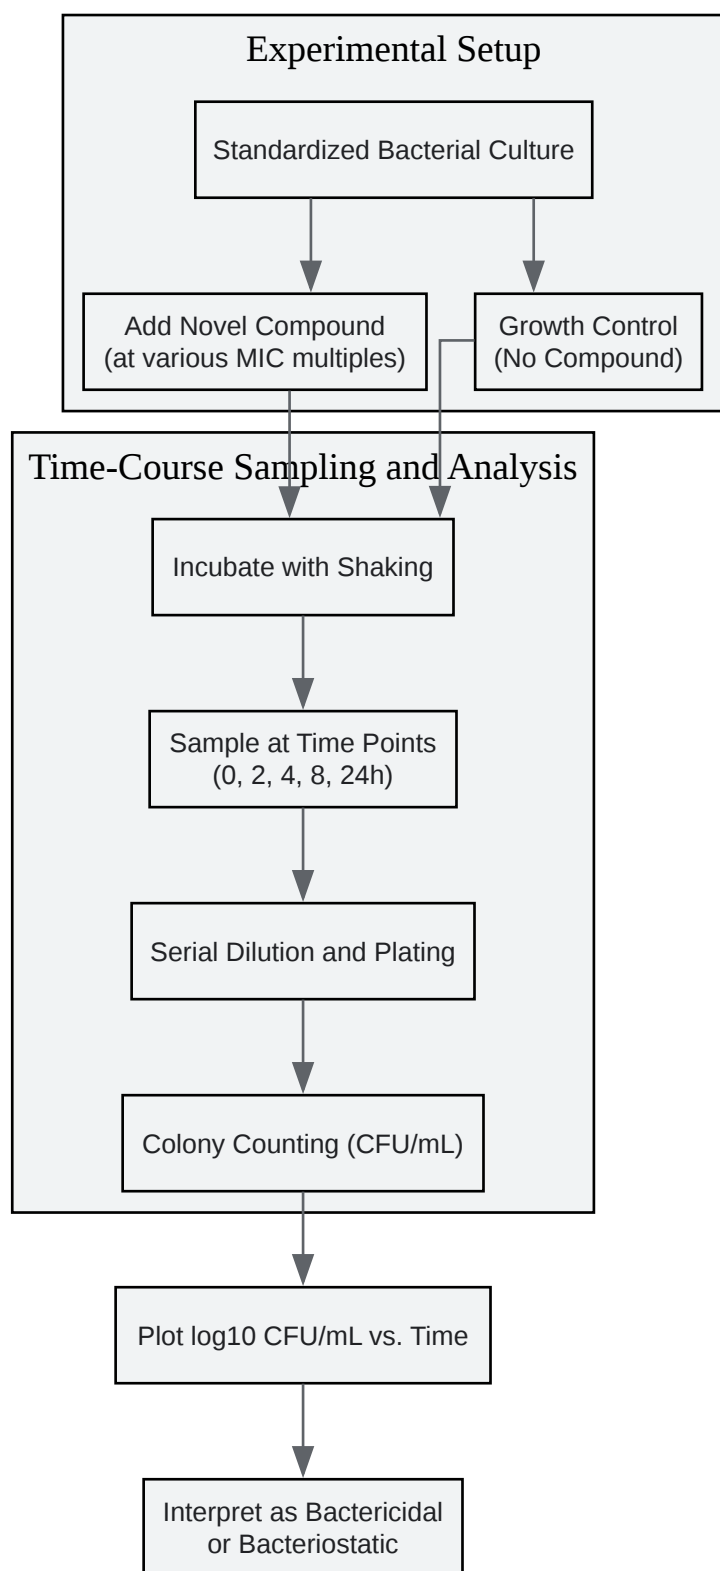 Experimental Setup
Standardized Bacterial Culture
Add Novel Compound
(at various MIC multiples)
Growth Control
(No Compound)
Time-Course Sampling and Analysis
Incubate with Shaking
Sample at Time Points
(0, 2, 4, 8, 24h)
Serial Dilution and Plating
Colony Counting (CFU/mL)
Plot log10 CFU/mL vs. Time
Interpret as Bactericidal
or Bacteriostatic